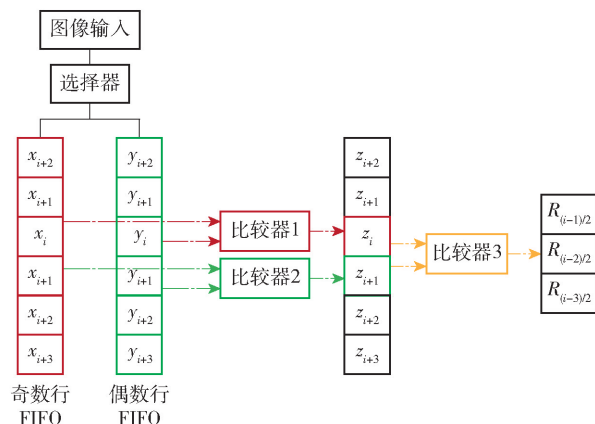 图像输入
选择器
x_{i+2} y_{i+2} z_{i+2}
x_{i+1} y_{i+1} z_{i+1}
x_i y_i 比较器1 z_i
x_{i+1} y_{i+1} 比较器2 z_{i+1}
x_{i+2} y_{i+2} z_{i+2}
x_{i+3} y_{i+3} z_{i+3}
比较器3
R_{(i-1)/2}
R_{(i-2)/2}
R_{(i-3)/2}
奇数行 偶数行
FIFO FIFO